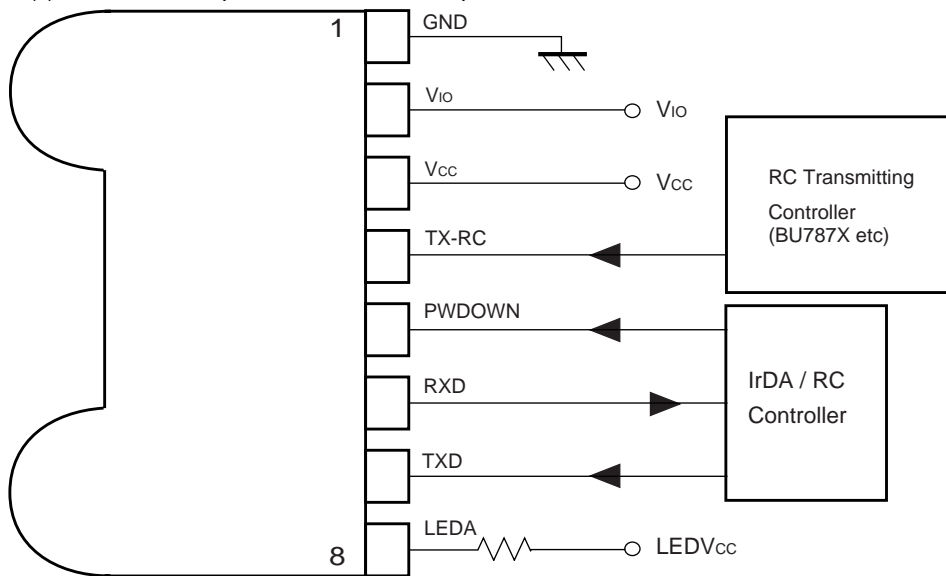 1
GND
VIO
VIO
VCC
VCC
TX-RC
RC Transmitting
Controller
(BU787X etc)
PWDOWN
RXD
IrDA / RC
Controller
TXD
LEDA
LEDVCC
8